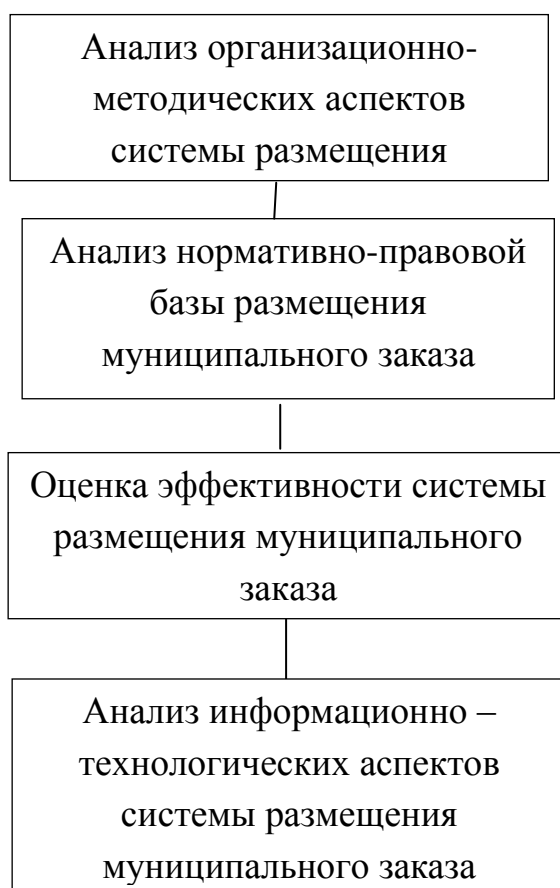 Анализ организационно-
методических аспектов
системы размещения
Анализ нормативно-правовой
базы размещения
муниципального заказа
Оценка эффективности системы
размещения муниципального
заказа
Анализ информационно –
технологических аспектов
системы размещения
муниципального заказа